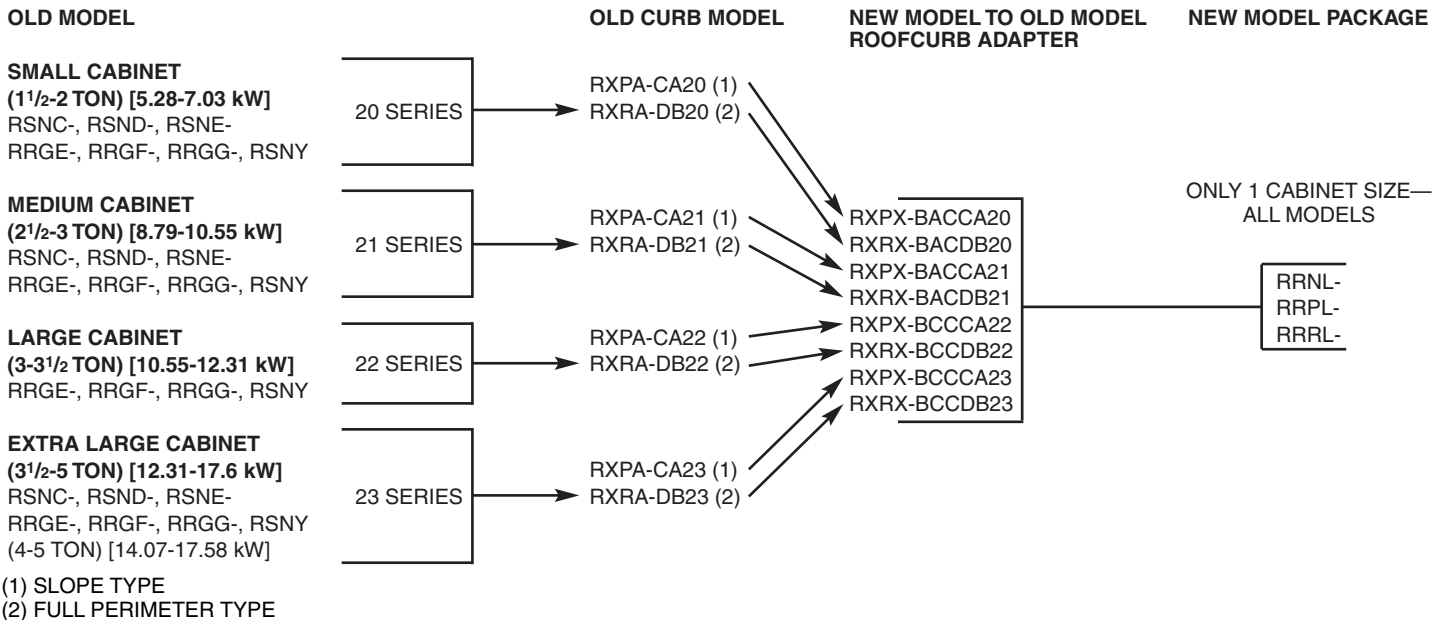 OLD MODEL
OLD CURB MODEL
NEW MODEL TO OLD MODEL
ROOFCURB ADAPTER
NEW MODEL PACKAGE
SMALL CABINET
(1 1/2-2 TON) [5.28-7.03 kW]
RSNC-, RSND-, RSNE-
RRGE-, RRGF-, RRGG-, RSNY
20 SERIES
RXPA-CA20 (1)
RXRA-DB20 (2)
MEDIUM CABINET
(2 1/2-3 TON) [8.79-10.55 kW]
RSNC-, RSND-, RSNE-
RRGE-, RRGF-, RRGG-, RSNY
21 SERIES
RXPA-CA21 (1)
RXRA-DB21 (2)
LARGE CABINET
(3-3 1/2 TON) [10.55-12.31 kW]
RRGE-, RRGF-, RRGG-, RSNY
22 SERIES
RXPA-CA22 (1)
RXRA-DB22 (2)
EXTRA LARGE CABINET
(3 1/2-5 TON) [12.31-17.6 kW]
RSNC-, RSND-, RSNE-
RRGE-, RRGF-, RRGG-, RSNY
(4-5 TON) [14.07-17.58 kW]
23 SERIES
RXPA-CA23 (1)
RXRA-DB23 (2)
RXPX-BACCA20
RXRX-BACDB20
RXPX-BACCA21
RXRX-BACDB21
RXPX-BCCCA22
RXRX-BCCDB22
RXPX-BCCCA23
RXRX-BCCDB23
ONLY 1 CABINET SIZE—
ALL MODELS
RRNL-
RRPL-
RRRL-
(1) SLOPE TYPE
(2) FULL PERIMETER TYPE